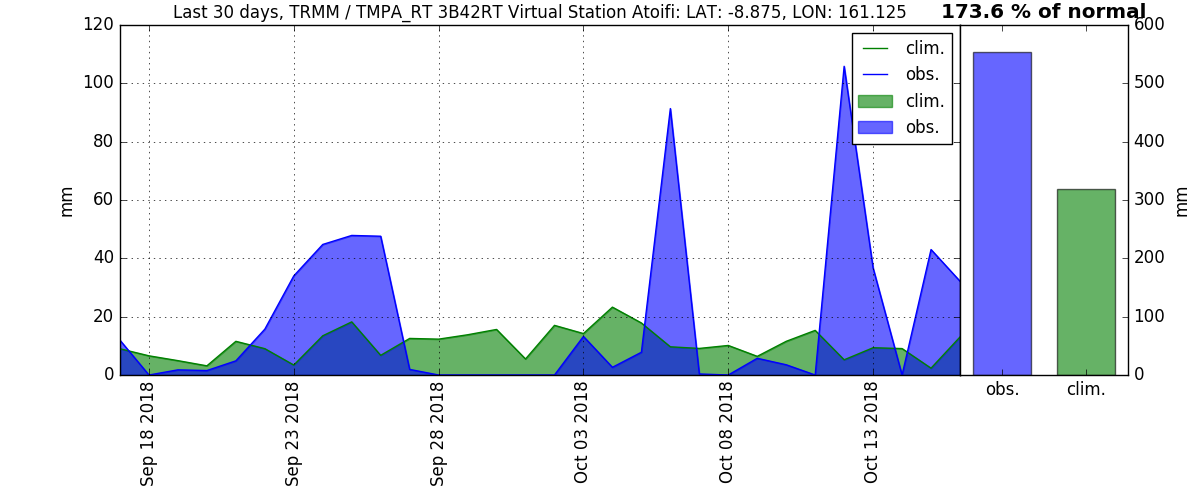 Last 30 days, TRMM / TMPA_RT 3B42RT Virtual Station Atoifi: LAT: -8.875, LON: 161.125
173.6 % of normal
120
100
80
60
40
20
0
mm
clim.
obs.
clim.
obs.
600
500
400
300
200
100
0
mm
Sep 18 2018
Sep 23 2018
Sep 28 2018
Oct 03 2018
Oct 08 2018
Oct 13 2018
obs.
clim.